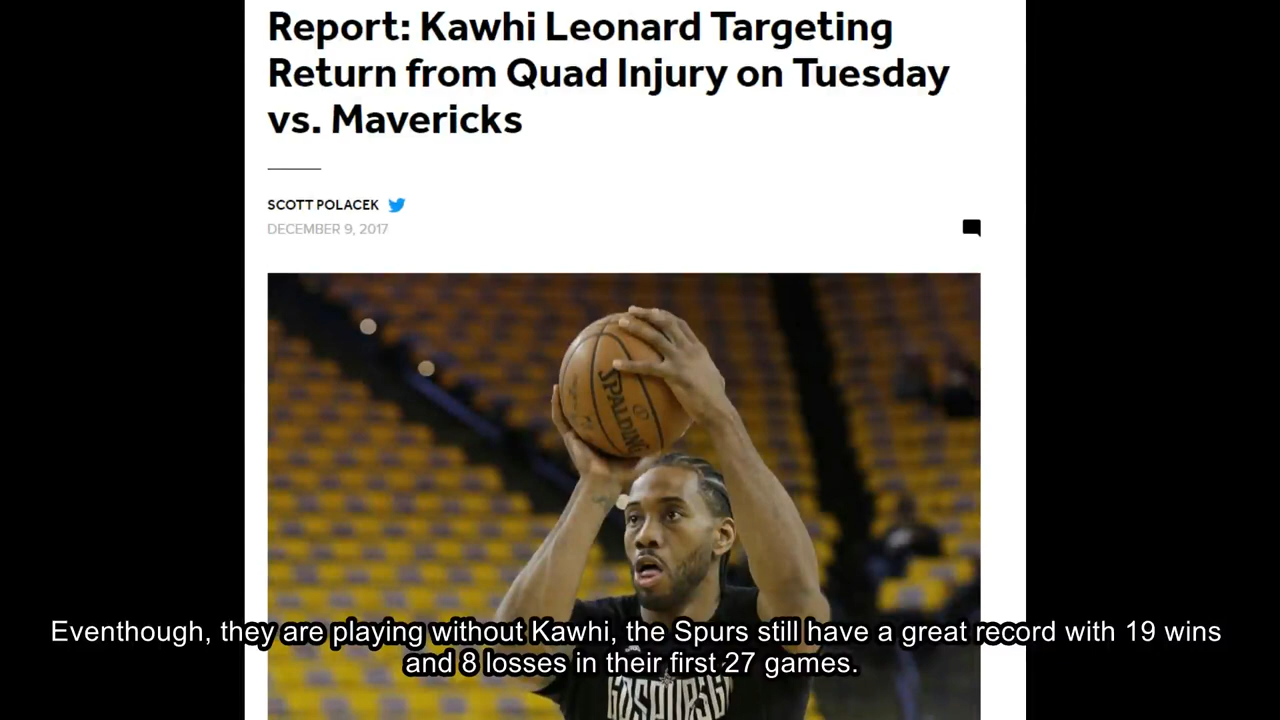 Report: Kawhi Leonard Targeting
Return from Quad Injury on Tuesday
vs. Mavericks
SCOTT POLACEK
DECEMBER 9, 2017
SPALDING
Eventhough, they are playing without Kawhi, the Spurs still have a great record with 19 wins
and 8 losses in their first 27 games.
GOSPURSGO